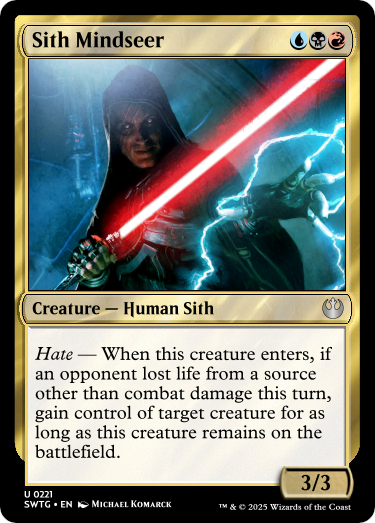 Sith Mindseer
Creature — Human Sith
Hate — When this creature enters, if
an opponent lost life from a source
other than combat damage this turn,
gain control of target creature for as
long as this creature remains on the
battlefield.
3/3
U 0221
SWTG • EN Michael Komarck
™ & © 2025 Wizards of the Coast